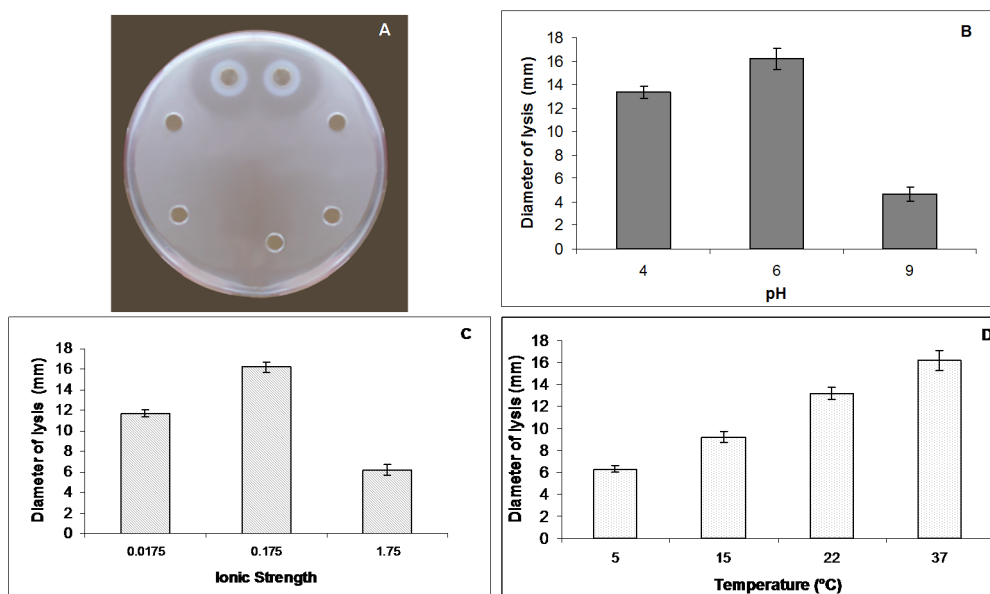 A
B
Diameter of lysis (mm)
18
16
14
12
10
8
6
4
2
0
4 6 9
pH
C
Diameter of lysis (mm)
18
16
14
12
10
8
6
4
2
0
0.0175 0.175 1.75
Ionic Strength
D
Diameter of lysis (mm)
18
16
14
12
10
8
6
4
2
0
5 15 22 37
Temperature (ºC)